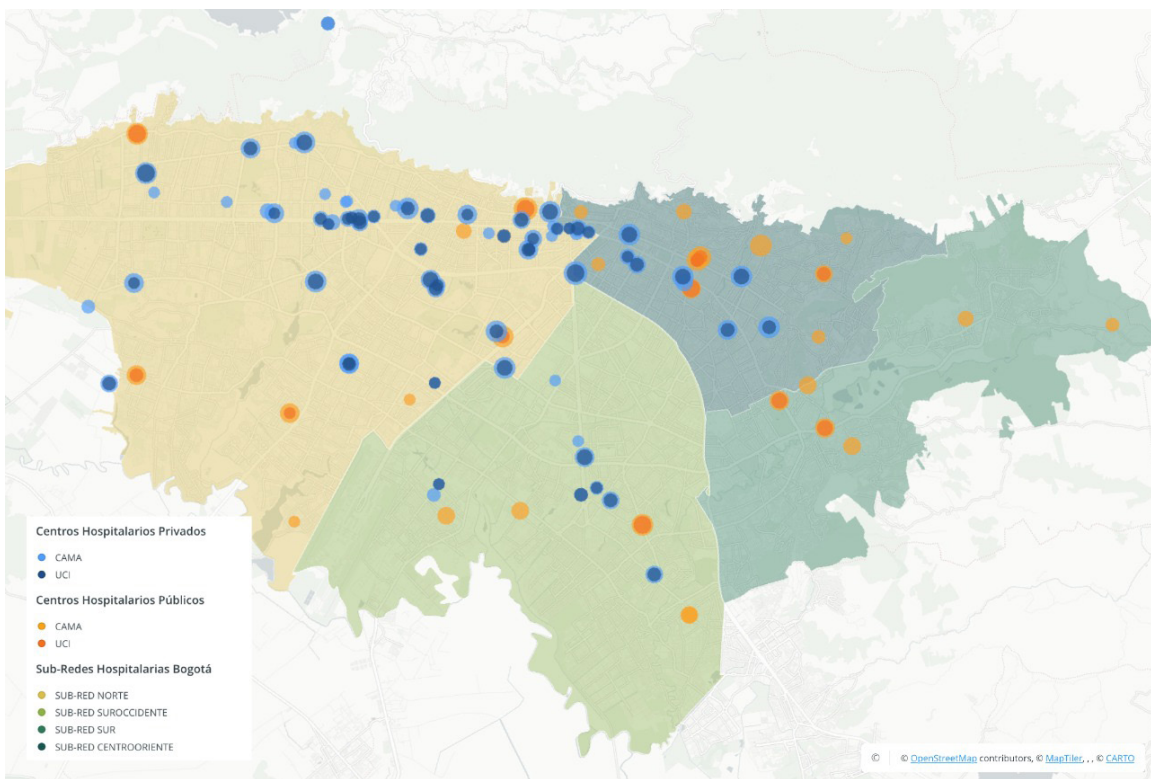 Centros Hospitalarios Privados
CAMA
UCI
Centros Hospitalarios Públicos
CAMA
UCI
Sub-Redes Hospitalarias Bogotá
SUB-RED NORTE
SUB-RED SUROCCIDENTE
SUB-RED SUR
SUB-RED CENTROORIENTE
© © OpenStreetMap contributors, © MapTiler, , , © CARTO